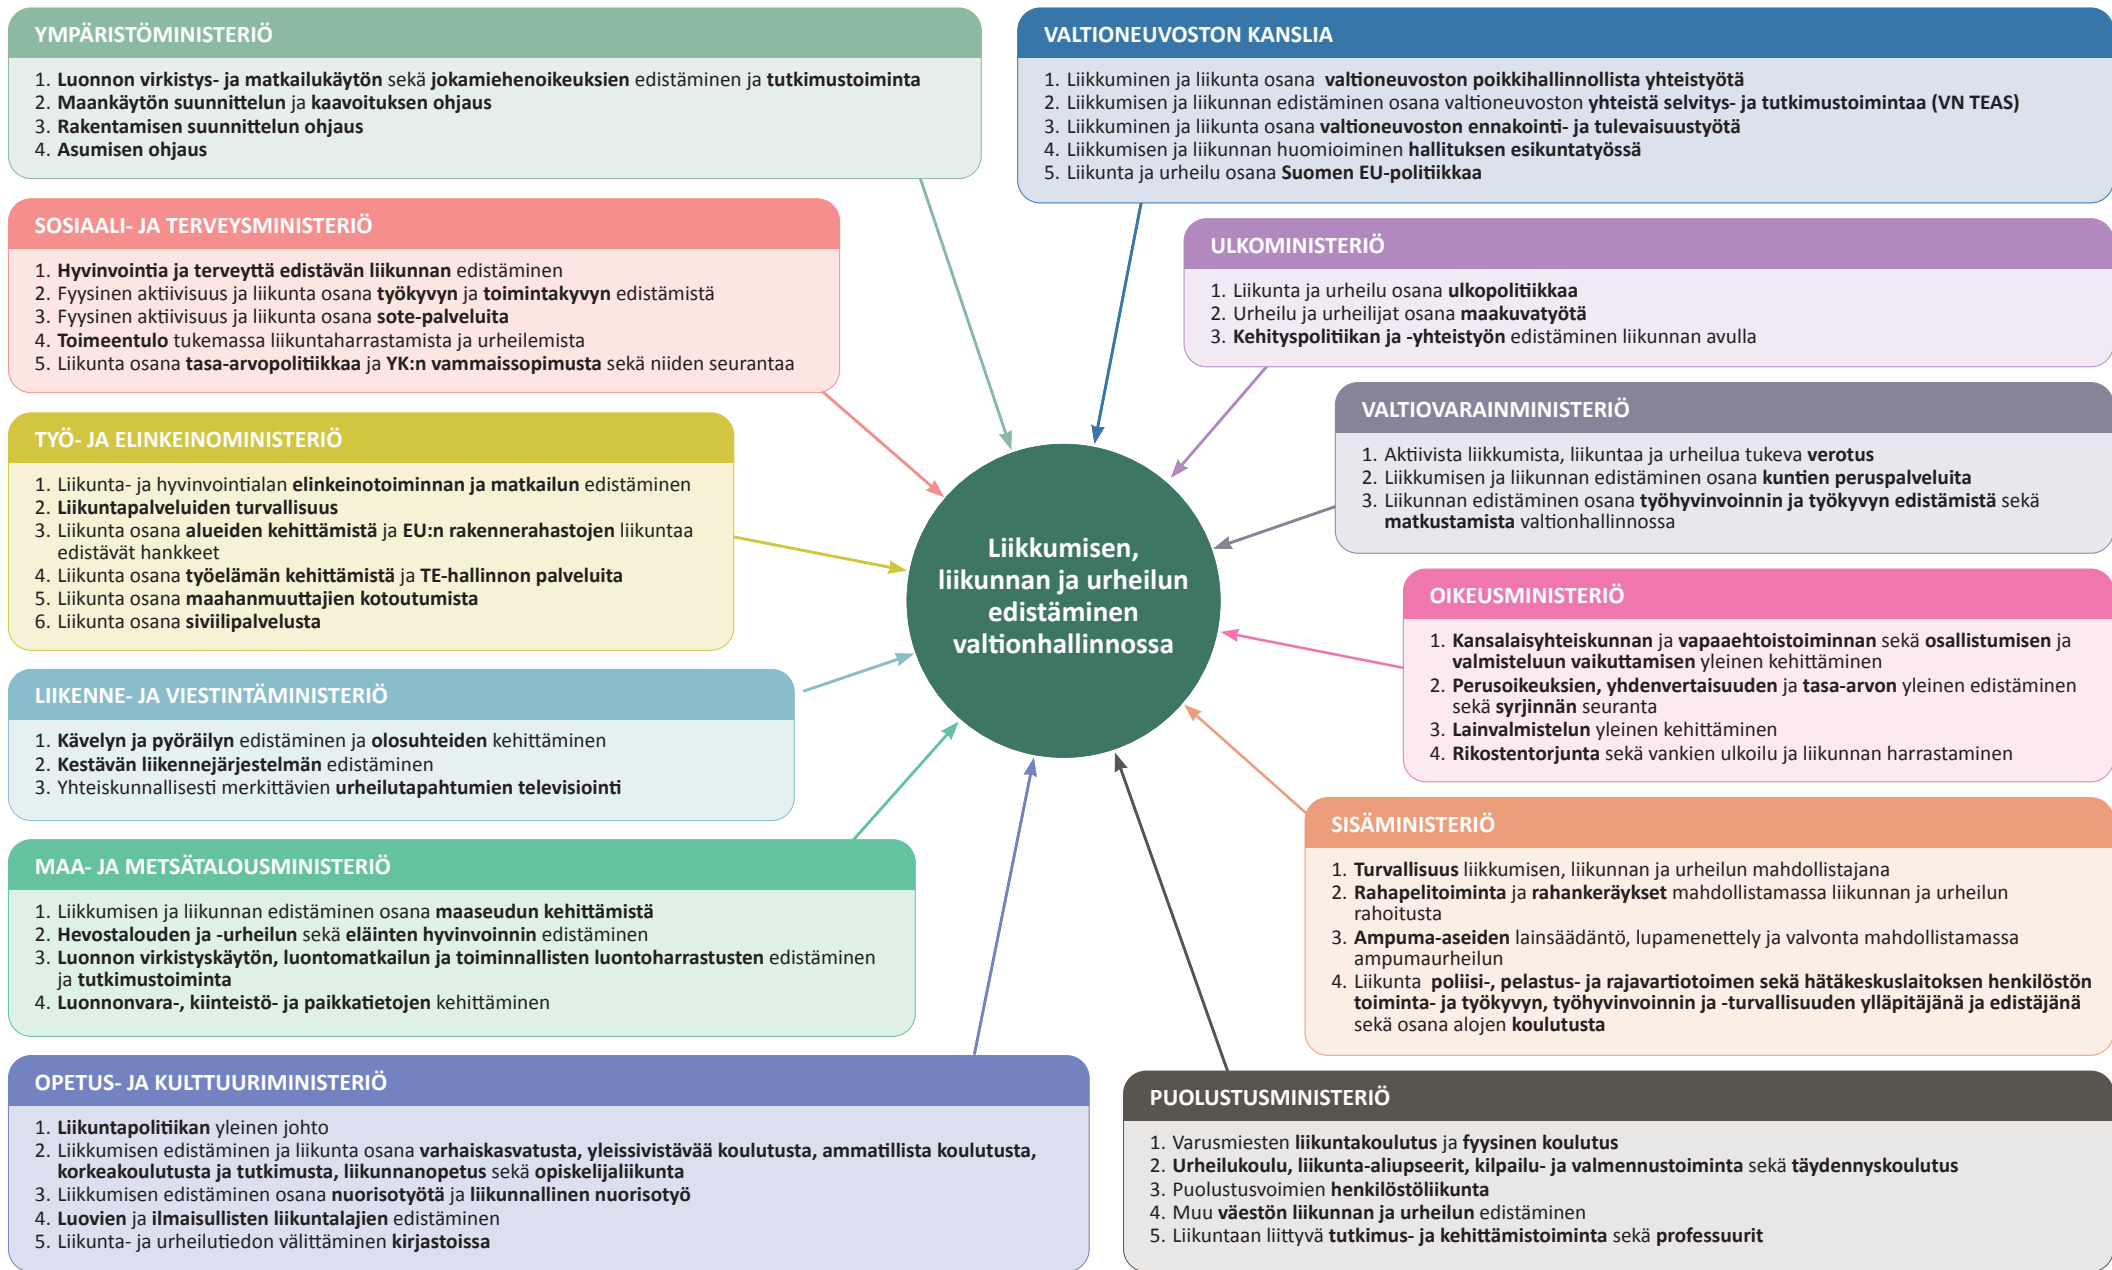 YMPÄRISTÖMINISTERIÖ
1. Luonnon virkistys- ja matkailukäytön sekä jokamiehenoikeuksien edistäminen ja tutkimustoiminta
2. Maankäytön suunnittelun ja kaavoituksen ohjaus
3. Rakentamisen suunnittelun ohjaus
4. Asumisen ohjaus
SOSIAALI- JA TERVEYSMINISTERIÖ
1. Hyvinvointia ja terveyttä edistävän liikunnan edistäminen
2. Fyysinen aktiivisuus ja liikunta osana työkyvyn ja toimintakyvyn edistämistä
3. Fyysinen aktiivisuus ja liikunta osana sote-palveluita
4. Toimeentulo tukemassa liikuntaharrastamista ja urheilemista
5. Liikunta osana tasa-arvopolitiikkaa ja YK:n vammaissopimusta sekä niiden seurantaa
TYÖ- JA ELINKEINOMINISTERIÖ
1. Liikunta- ja hyvinvointialan elinkeinotoiminnan ja matkailun edistäminen
2. Liikuntapalveluiden turvallisuus
3. Liikunta osana alueiden kehittämistä ja EU:n rakennerahastojen liikuntaa
edistävät hankkeet
4. Liikunta osana työelämän kehittämistä ja TE-hallinnon palveluita
5. Liikunta osana maahanmuuttajien kotoutumista
6. Liikunta osana siviilipalvelusta
LIIKENNE- JA VIESTINTÄMINISTERIÖ
1. Kävelyn ja pyöräilyn edistäminen ja olosuhteiden kehittäminen
2. Kestävän liikennejärjestelmän edistäminen
3. Yhteiskunnallisesti merkittävien urheilutapahtumien televisiointi
MAA- JA METSÄTALOUSMINISTERIÖ
1. Liikkumisen ja liikunnan edistäminen osana maaseudun kehittämistä
2. Hevostalouden ja -urheilun sekä eläinten hyvinvoinnin edistäminen
3. Luonnon virkistyskäytön, luontomatkailun ja toiminnallisten luontoharrastusten edistäminen
ja tutkimustoiminta
4. Luonnonvara-, kiinteistö- ja paikkatietojen kehittäminen
OPETUS- JA KULTTUURIMINISTERIÖ
1. Liikuntapolitiikan yleinen johto
2. Liikkumisen edistäminen ja liikunta osana varhaiskasvatusta, yleissivistävää koulutusta, ammatillista koulutusta,
korkeakoulutusta ja tutkimusta, liikunnanopetus sekä opiskelijaliikunta
3. Liikkumisen edistäminen osana nuorisotyötä ja liikunnallinen nuorisotyö
4. Luovien ja ilmaisullisten liikuntalajien edistäminen
5. Liikunta- ja urheilutiedon välittäminen kirjastoissa
Liikkumisen,
liikunnan ja urheilun
edistäminen
valtionhallinnossa
VALTIONEUVOSTON KANSLIA
1. Liikkuminen ja liikunta osana valtioneuvoston poikkihallinnollista yhteistyötä
2. Liikkumisen ja liikunnan edistäminen osana valtioneuvoston yhteistä selvitys- ja tutkimustoimintaa (VN TEAS)
3. Liikkuminen ja liikunta osana valtioneuvoston ennakointi- ja tulevaisuustyötä
4. Liikkumisen ja liikunnan huomioiminen hallituksen esikuntatyössä
5. Liikunta ja urheilu osana Suomen EU-politiikkaa
ULKOMINISTERIÖ
1. Liikunta ja urheilu osana ulkopolitiikkaa
2. Urheilu ja urheilijat osana maakuvatyötä
3. Kehityspolitiikan ja -yhteistyön edistäminen liikunnan avulla
VALTIOVARAINMINISTERIÖ
1. Aktiivista liikkumista, liikuntaa ja urheilua tukeva verotus
2. Liikkumisen ja liikunnan edistäminen osana kuntien peruspalveluita
3. Liikunnan edistäminen osana työhyvinvoinnin ja työkyvyn edistämistä sekä
matkustamista valtionhallinnossa
OIKEUSMINISTERIÖ
1. Kansalaisyhteiskunnan ja vapaaehtoistoiminnan sekä osallistumisen ja
valmisteluun vaikuttamisen yleinen kehittäminen
2. Perusoikeuksien, yhdenvertaisuuden ja tasa-arvon yleinen edistäminen
sekä syrjinnän seuranta
3. Lainvalmistelun yleinen kehittäminen
4. Rikostentorjunta sekä vankien ulkoilu ja liikunnan harrastaminen
SISÄMINISTERIÖ
1. Turvallisuus liikkumisen, liikunnan ja urheilun mahdollistajana
2. Rahapelitoiminta ja rahankeräykset mahdollistamassa liikunnan ja urheilun
rahoitusta
3. Ampuma-aseiden lainsäädäntö, lupamenettely ja valvonta mahdollistamassa
ampumaurheilun
4. Liikunta poliisi-, pelastus- ja rajavartiotoimen sekä hätäkeskuslaitoksen henkilöstön
toiminta- ja työkyvyn, työhyvinvoinnin ja -turvallisuuden ylläpitäjänä ja edistäjänä
sekä osana alojen koulutusta
PUOLUSTUSMINISTERIÖ
1. Varusmiesten liikuntakoulutus ja fyysinen koulutus
2. Urheilukoulu, liikunta-aliupseerit, kilpailu- ja valmennustoiminta sekä täydennyskoulutus
3. Puolustusvoimien henkilöstöliikunta
4. Muu väestön liikunnan ja urheilun edistäminen
5. Liikuntaan liittyvä tutkimus- ja kehittämistoiminta sekä professuurit